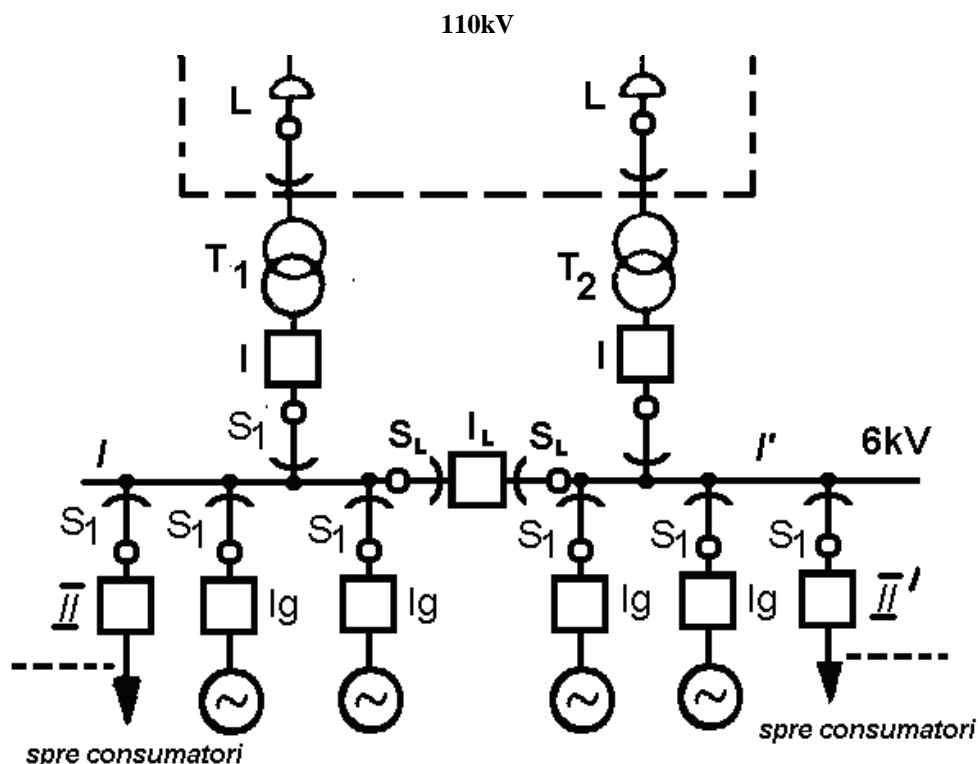 110kV
L L
T1 T2
I I
S1
I SL IL SL I' 6kV
S1 S1 S1 S1 S1 S1
II Ig Ig Ig Ig II'
spre consumatori spre consumatori